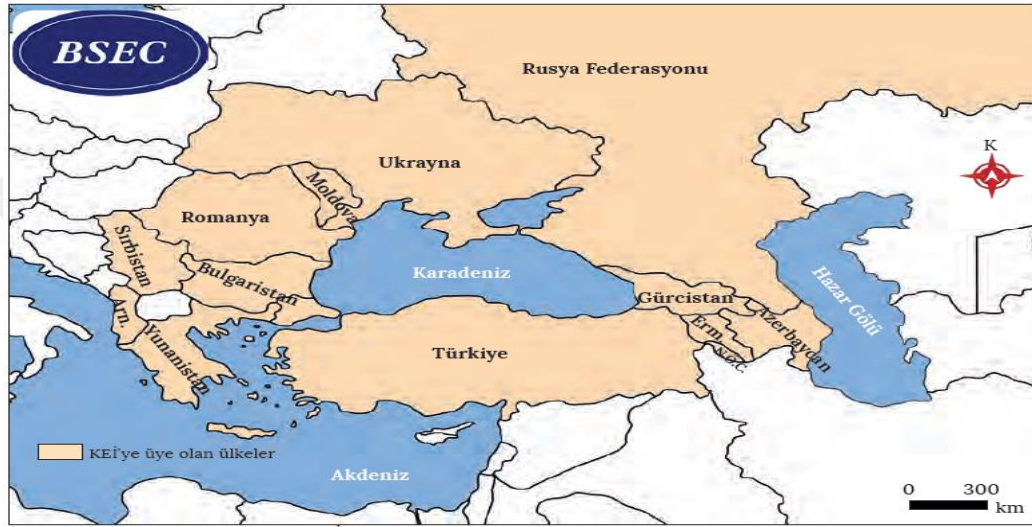 BSEC
Rusya Federasyonu
K
Ukrayna
Moldova
Romanya
Sırbistan
Bulgaristan
Karadeniz
Hazar Gölü
Gürcistan
Azerbaycan
Erm.
N.Ö.C.
Arn.
Yunanistan
Türkiye
KEİ'ye üye olan ülkeler
Akdeniz
0 300
km